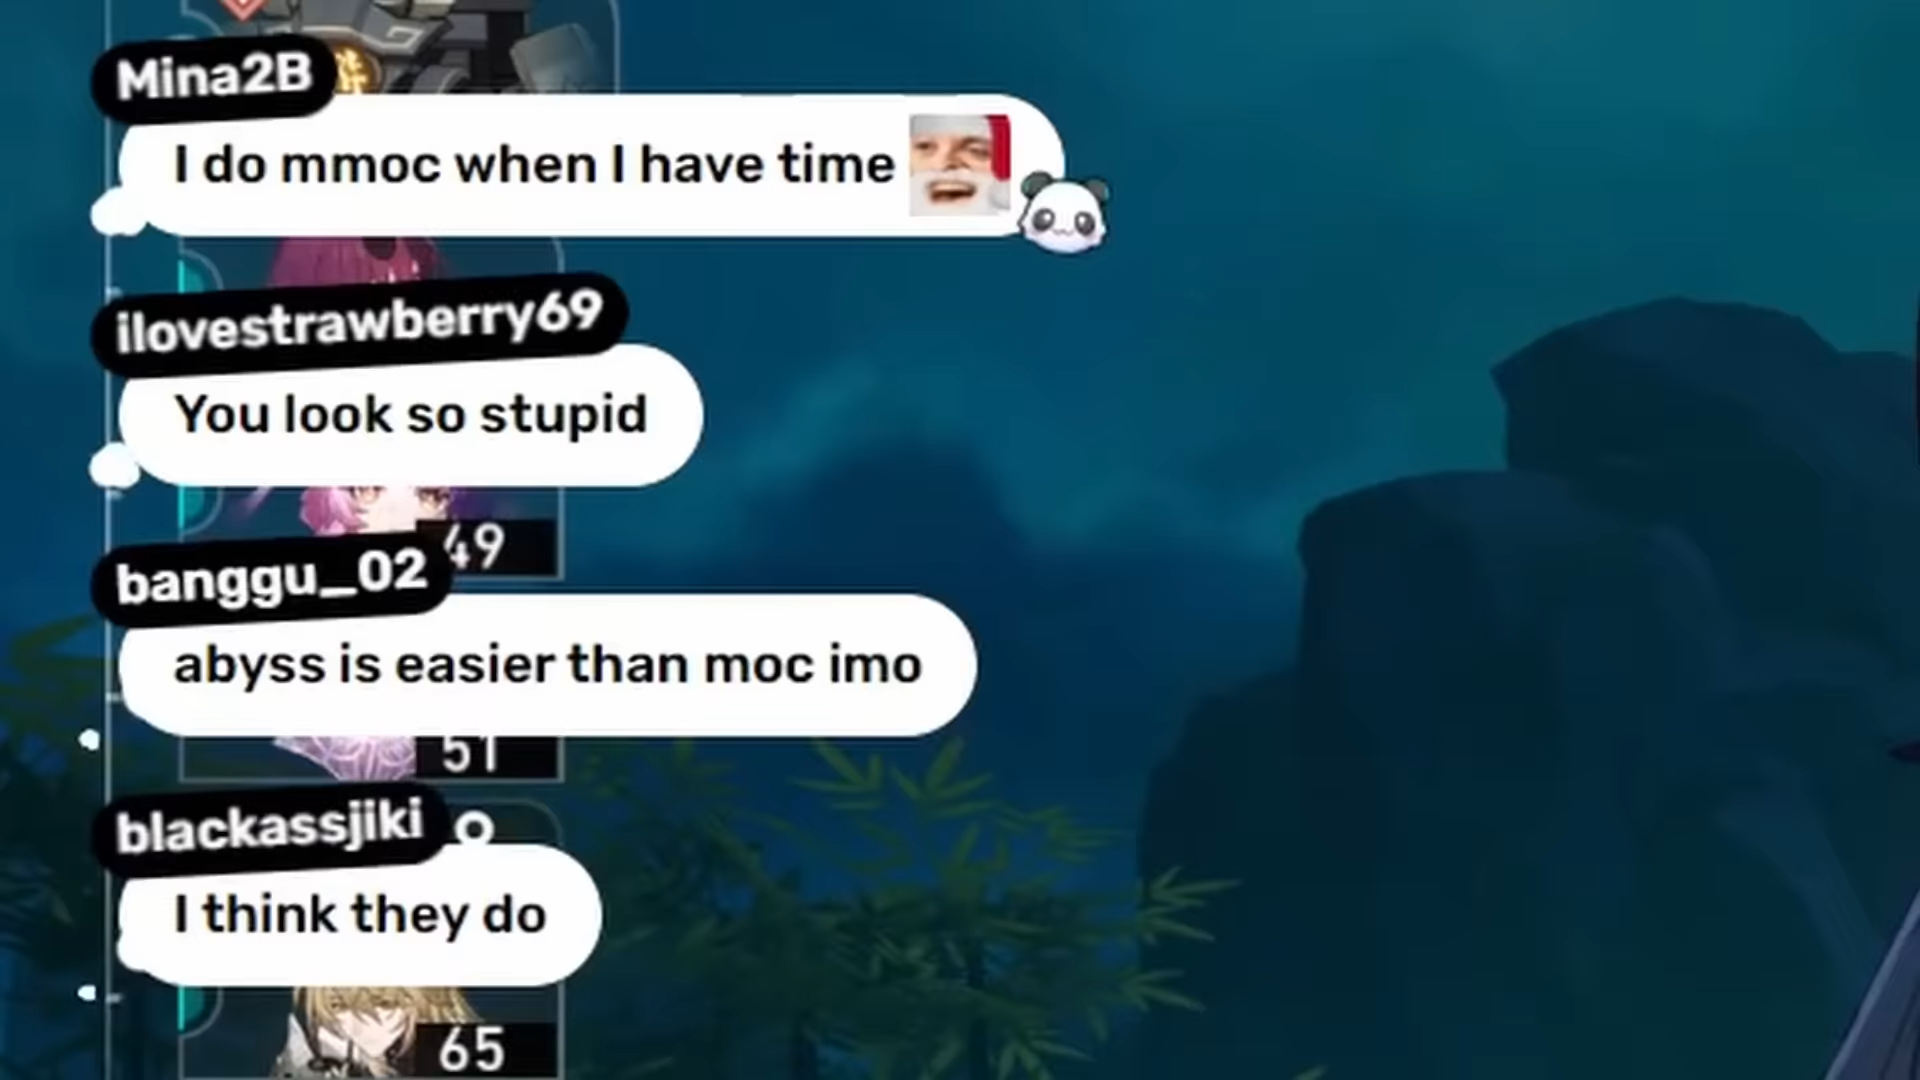 Mina2B
I do mmoc when I have time
ilovestrawberry69
You look so stupid
49
banggu_02
abyss is easier than moc imo
51
blackassjiki
I think they do
65